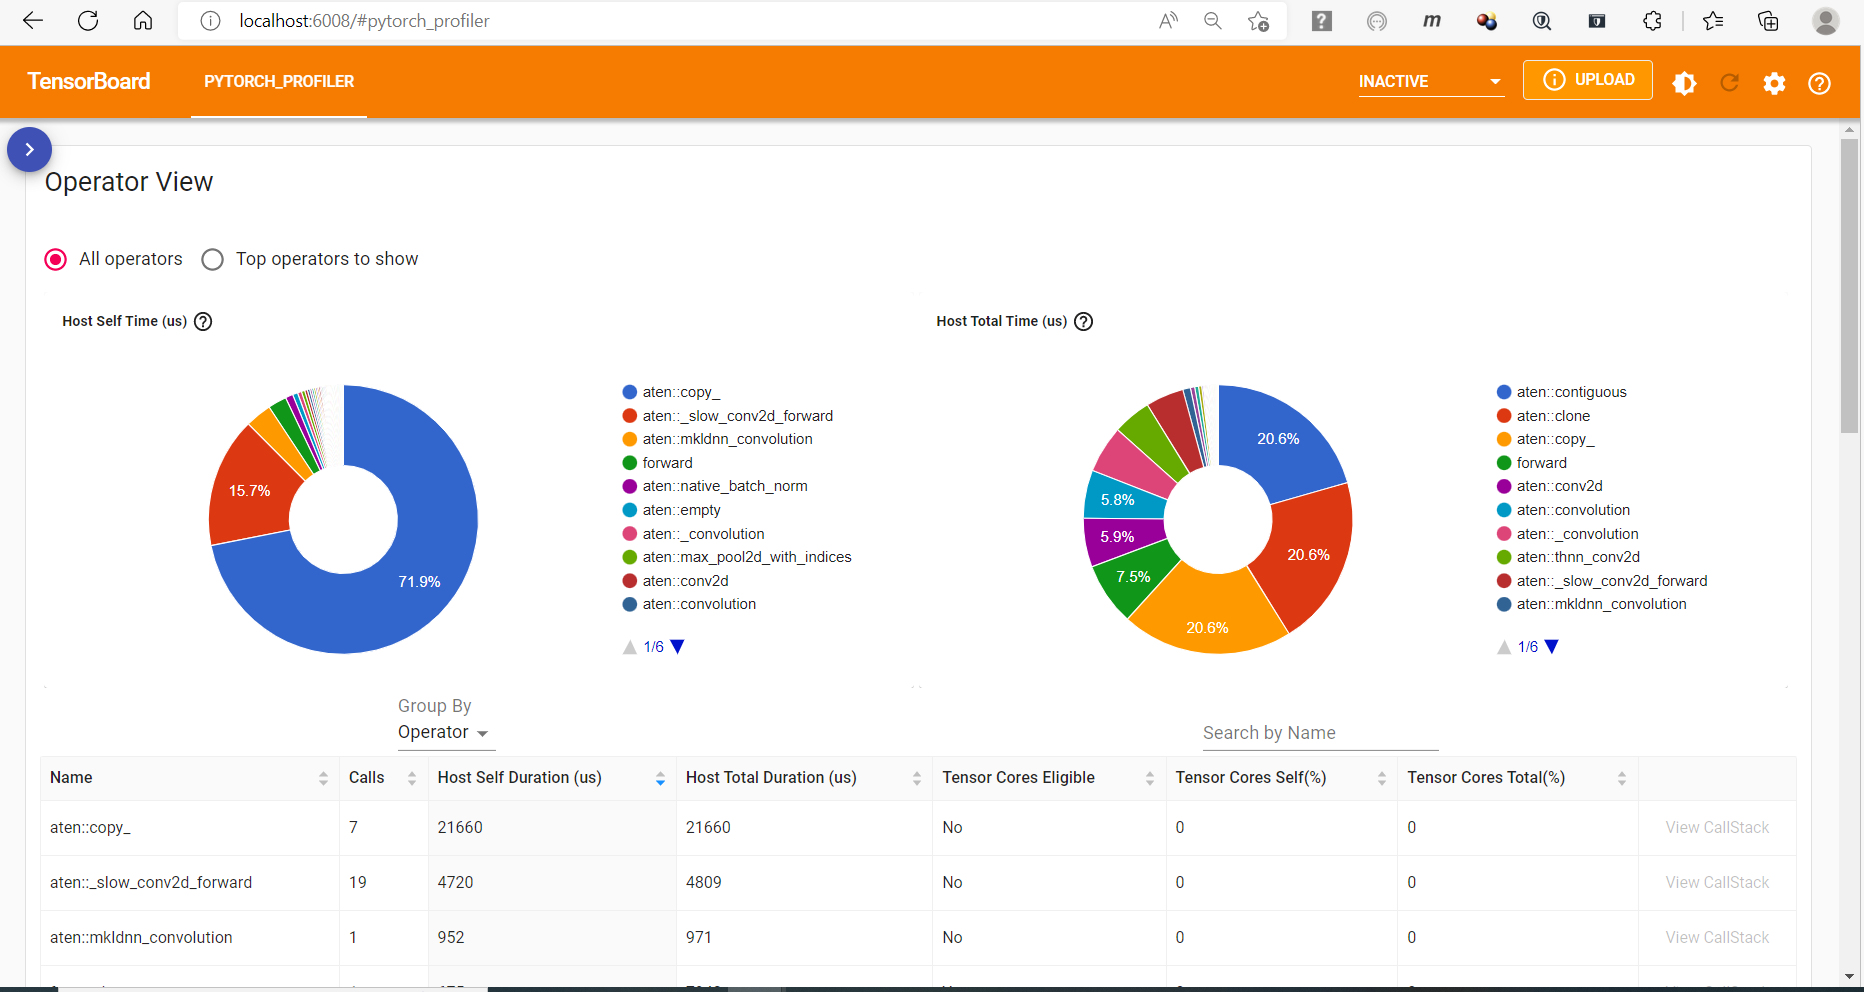 localhost:6008/#pytorch_profiler
TensorBoard PYTORCH_PROFILER INACTIVE UPLOAD
Operator View
All operators Top operators to show
Host Self Time (us) ?
71.9%
15.7%
aten::copy_
aten::_slow_conv2d_forward
aten::mkldnn_convolution
forward
aten::native_batch_norm
aten::empty
aten::_convolution
aten::max_pool2d_with_indices
aten::conv2d
aten::convolution
1/6
Host Total Time (us) ?
20.6%
20.6%
20.6%
7.5%
5.9%
5.8%
aten::contiguous
aten::clone
aten::copy_
forward
aten::conv2d
aten::convolution
aten::_convolution
aten::thnn_conv2d
aten::_slow_conv2d_forward
aten::mkldnn_convolution
1/6
Group By
Operator
Search by Name
Name Calls Host Self Duration (us) Host Total Duration (us) Tensor Cores Eligible Tensor Cores Self(%) Tensor Cores Total(%)
aten::copy_ 7 21660 21660 No 0 0 View CallStack
aten::_slow_conv2d_forward 19 4720 4809 No 0 0 View CallStack
aten::mkldnn_convolution 1 952 971 No 0 0 View CallStack